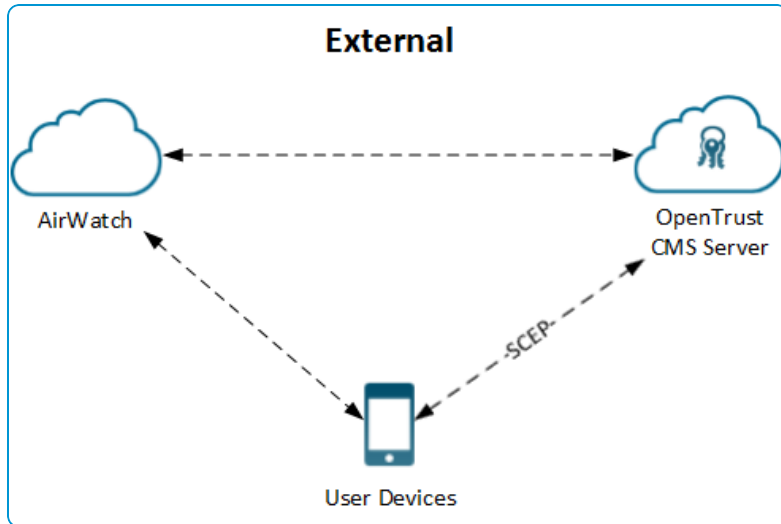 External
AirWatch
OpenTrust
CMS Server
-SCEP-
User Devices